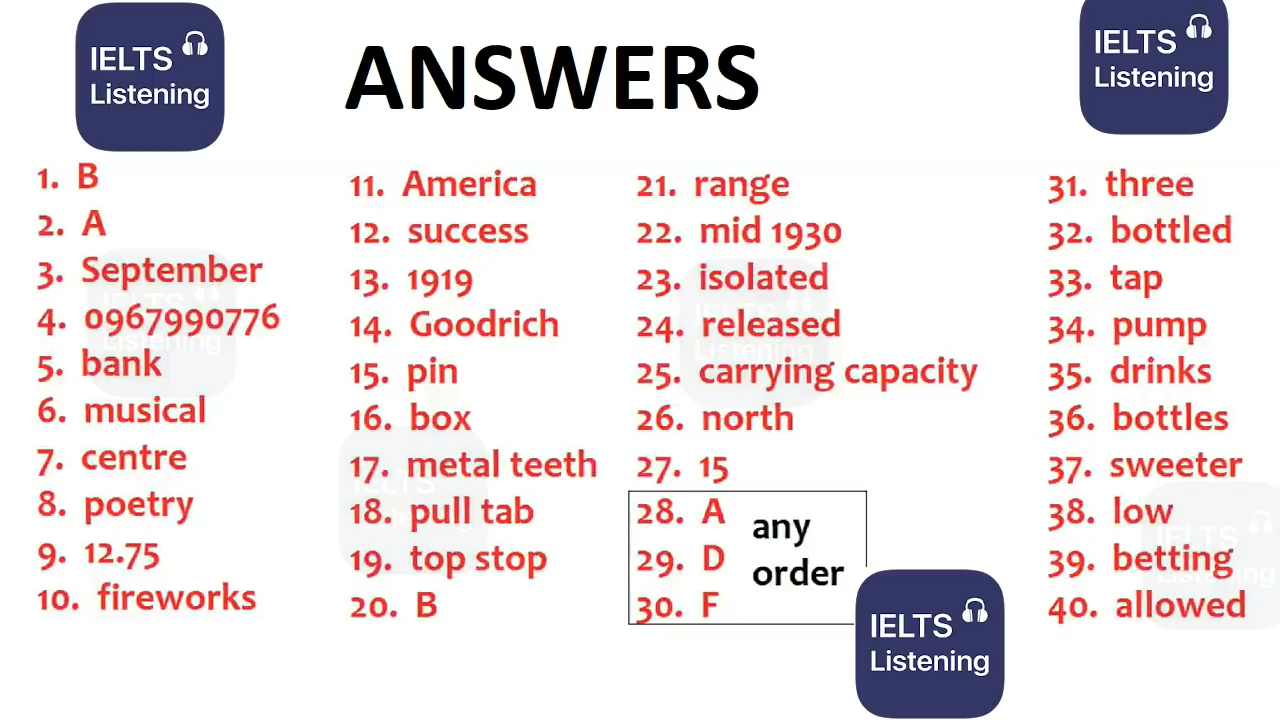 IELTS
Listening
ANSWERS
IELTS
Listening
1. B
2. A
3. September
4. 0967990776
5. bank
6. musical
7. centre
8. poetry
9. 12.75
10. fireworks
11. America
12. success
13. 1919
14. Goodrich
15. pin
16. box
17. metal teeth
18. pull tab
19. top stop
20. B
21. range
22. mid 1930
23. isolated
24. released
25. carrying capacity
26. north
27. 15
28. A
29. D
30. F
any
order
31. three
32. bottled
33. tap
34. pump
35. drinks
36. bottles
37. sweeter
38. low
39. betting
40. allowed
IELTS
Listening